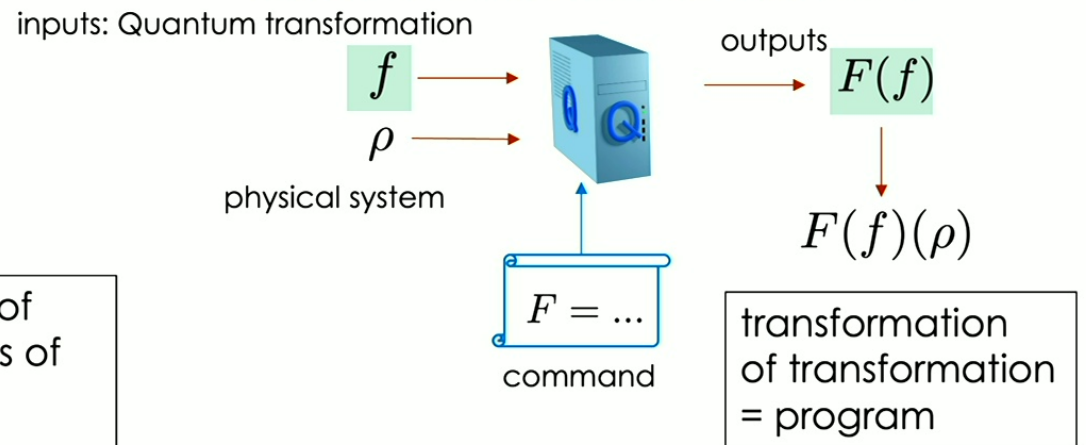 inputs: Quantum transformation
f
ρ
physical system
Q Q
outputs
F(f)
F(f)(ρ)
F = ...
command
of
s of
transformation
of transformation
= program